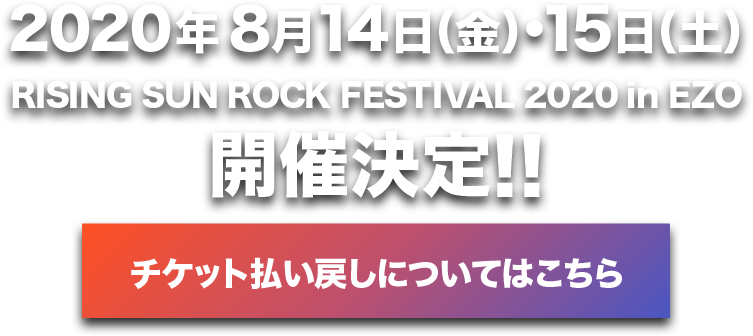 2020年8月14日(金)・15日(土)
RISING SUN ROCK FESTIVAL 2020 in EZO
開催決定!!
チケット払い戻しについてはこちら